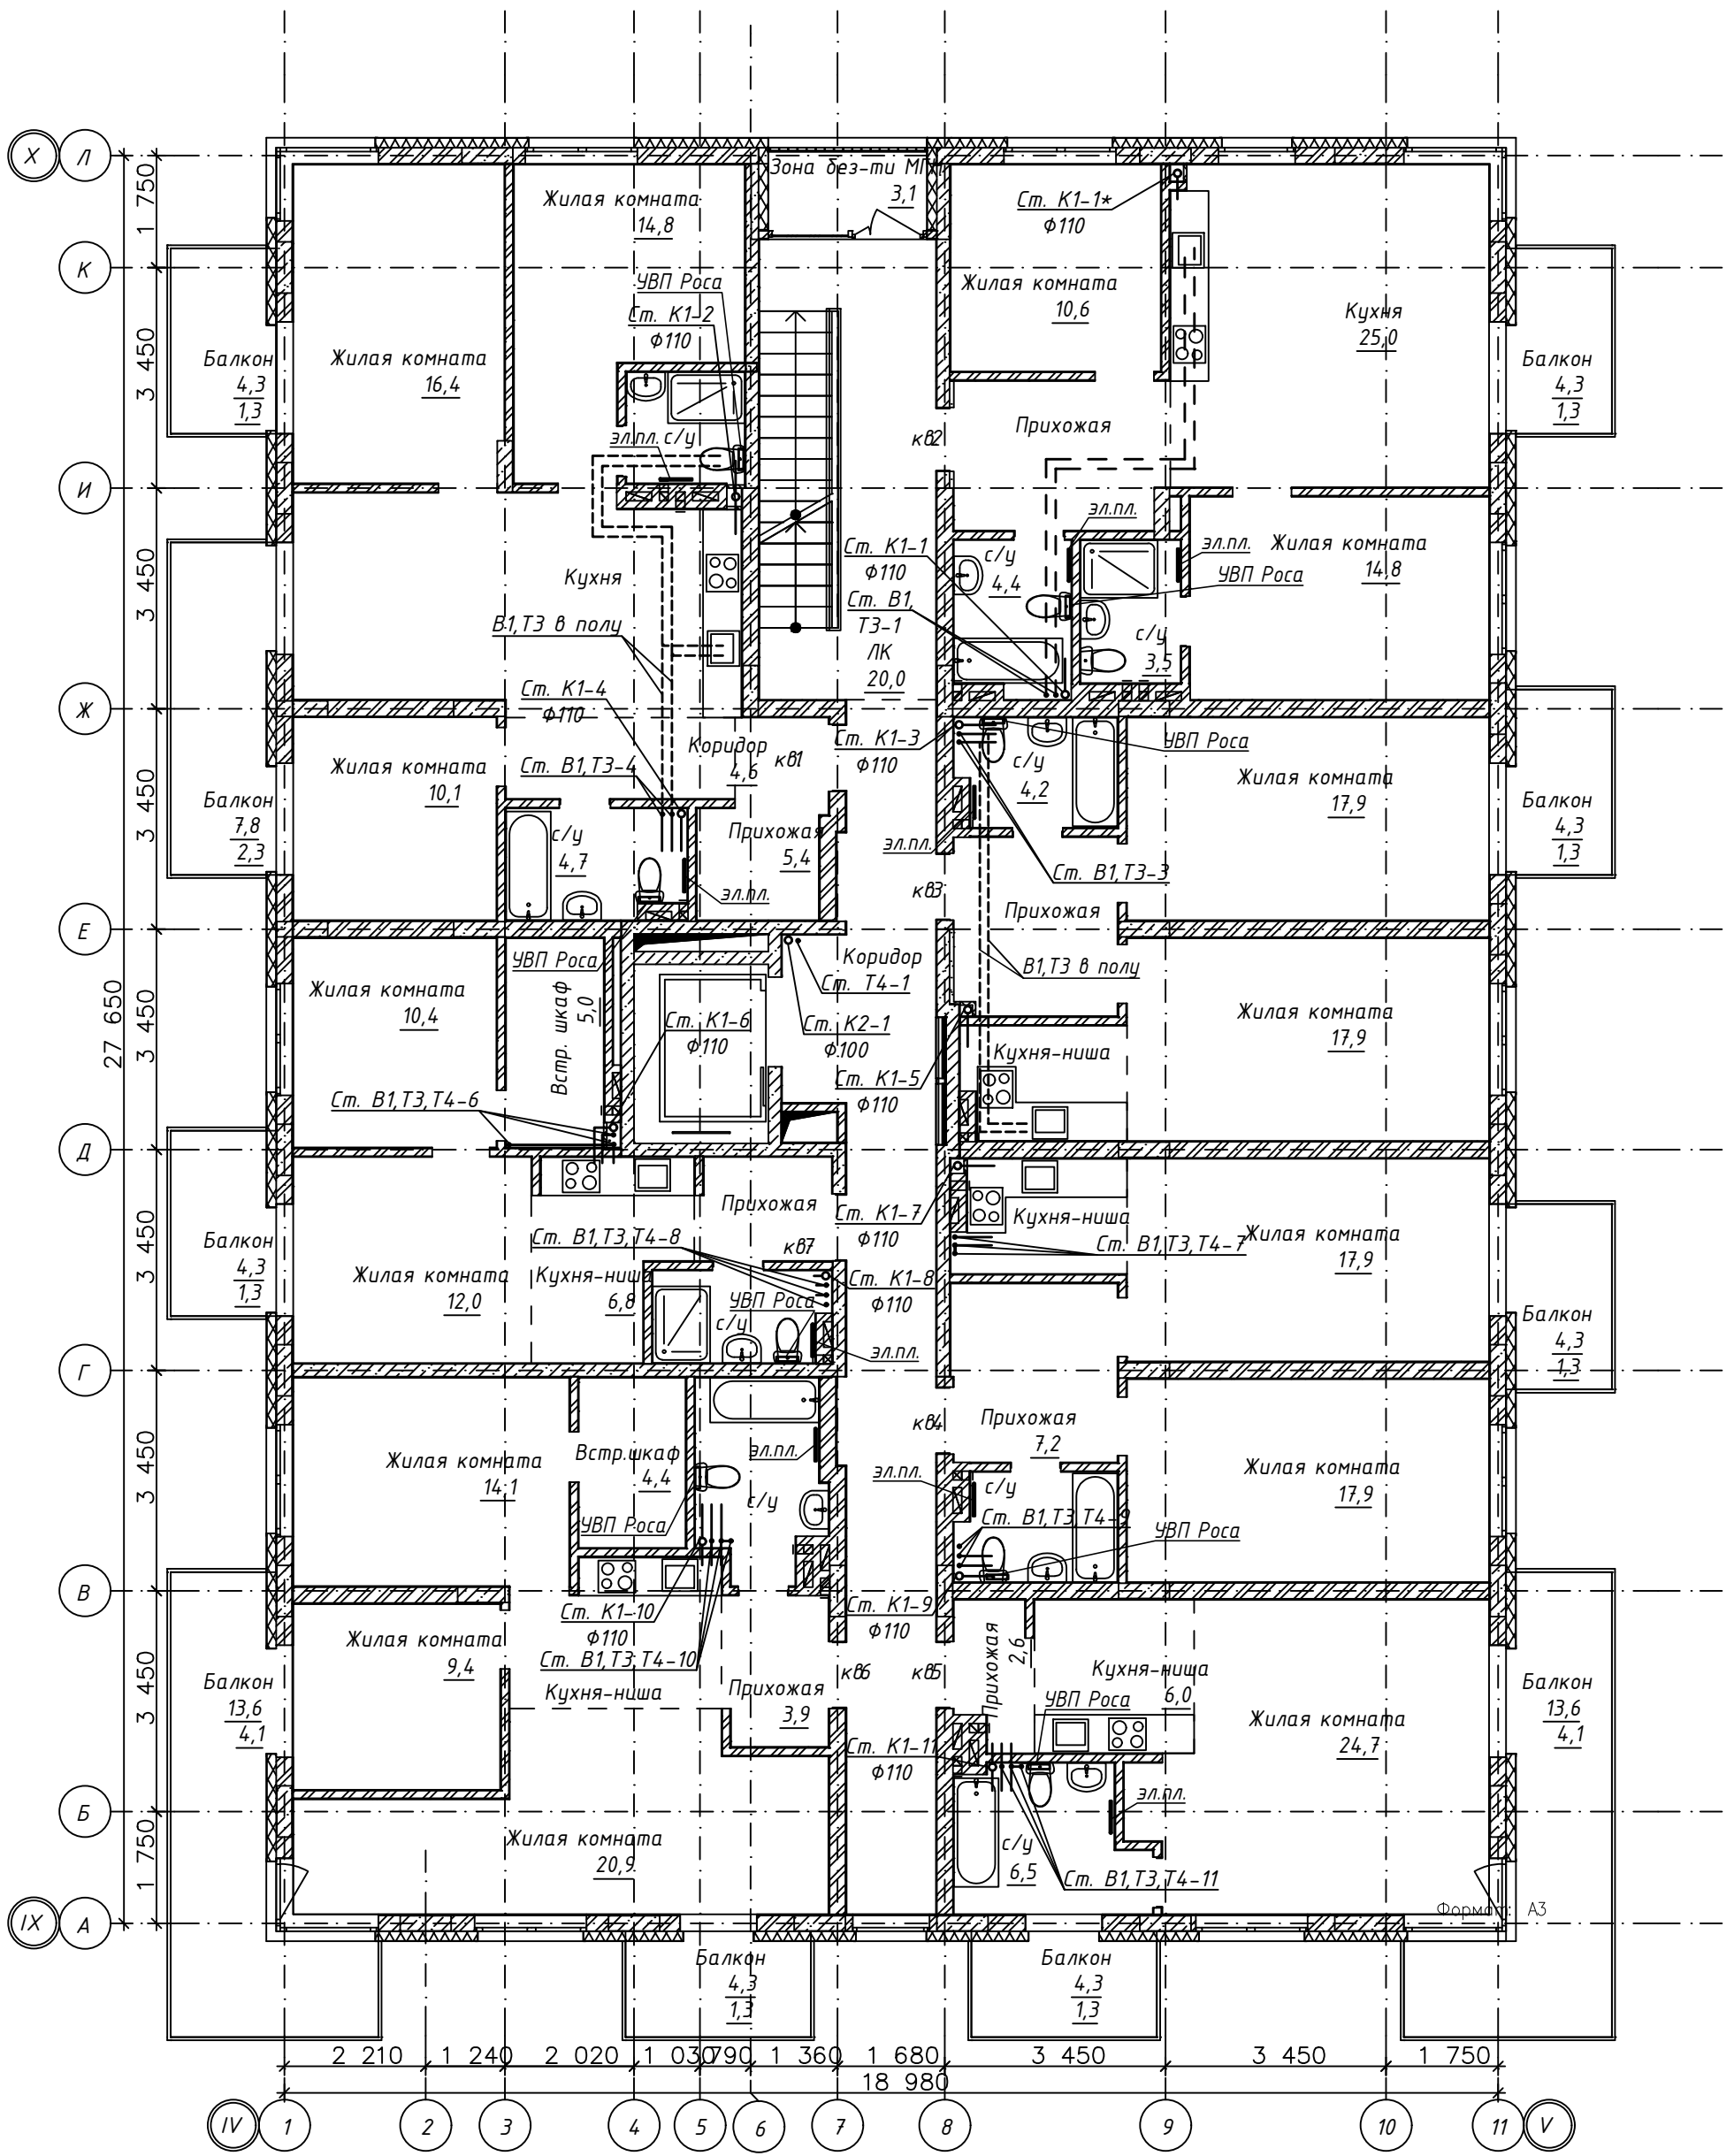 Х
Л
К
И
Ж
Е
Д
Г
В
Б
IX
А
1 750
3 450
3 450
3 450
3 450
3 450
3 450
3 450
1 750
27 650
Зона без-ти МГН
3,1
Жилая комната
14,8
Ст. К1-1*
Ф110
УВП Роса
Ст. К1-2
Ф110
Жилая комната
10,6
Кухня
25,0
Балкон
4,3
1,3
Жилая комната
16,4
Балкон
4,3
1,3
эл.пл.
с/у
кв2
Прихожая
эл.пл.
Ст. К1-1
Ф110
с/у
4,4
эл.пл.
Жилая комната
14,8
УВП Роса
Кухня
Ст. В1,
Т3-1
ЛК
20,0
В1,Т3 в полу
с/у
3,5
Ст. К1-4
Ф110
Коридор
4,6
кв1
Ст. К1-3
Ф110
УВП Роса
Жилая комната
10,1
Ст. В1,Т3-4
с/у
4,2
Жилая комната
17,9
Балкон
7,8
2,3
Балкон
4,3
1,3
с/у
4,7
Прихожая
5,4
эл.пл.
Ст. В1,Т3-3
эл.пл.
кв3
Прихожая
УВП Роса
Коридор
Ст. Т4-1
В1,Т3 в полу
Жилая комната
10,4
Встр. шкаф
5,0
Ст. К1-6
Ф110
Ст. К2-1
Ф100
Жилая комната
17,9
Кухня-ниша
Ст. К1-5
Ф110
Ст. В1,Т3,Т4-6
Прихожая
Ст. К1-7
Ф110
Кухня-ниша
Ст. В1,Т3,Т4-7
Жилая комната
17,9
Балкон
4,3
1,3
Ст. В1,Т3,Т4-8
кв7
Жилая комната
12,0
Кухня-ниша
6,8
Ст. К1-8
Ф110
УВП Роса
с/у
эл.пл.
Балкон
4,3
1,3
кв4
Прихожая
7,2
Жилая комната
14,1
Встр.шкаф
4,4
эл.пл.
эл.пл.
с/у
с/у
Жилая комната
17,9
УВП Роса
Ст. В1,Т3,Т4-9
УВП Роса
Ст. К1-10
Ф110
Ст. К1-9
Ф110
Жилая комната
9,4
Ст. В1,Т3,Т4-10
кв6
кв5
Прихожая
2,6
Кухня-ниша
6,0
Балкон
13,6
4,1
Кухня-ниша
Прихожая
3,9
УВП Роса
Жилая комната
24,7
Балкон
13,6
4,1
Ст. К1-11
Ф110
эл.пл.
Жилая комната
20,9
с/у
6,5
Ст. В1,Т3,Т4-11
Формат: А3
Балкон
4,3
1,3
Балкон
4,3
1,3
2 210
1 240
2 020
1 030
790
1 360
1 680
3 450
3 450
1 750
18 980
IV
1
2
3
4
5
6
7
8
9
10
11
V